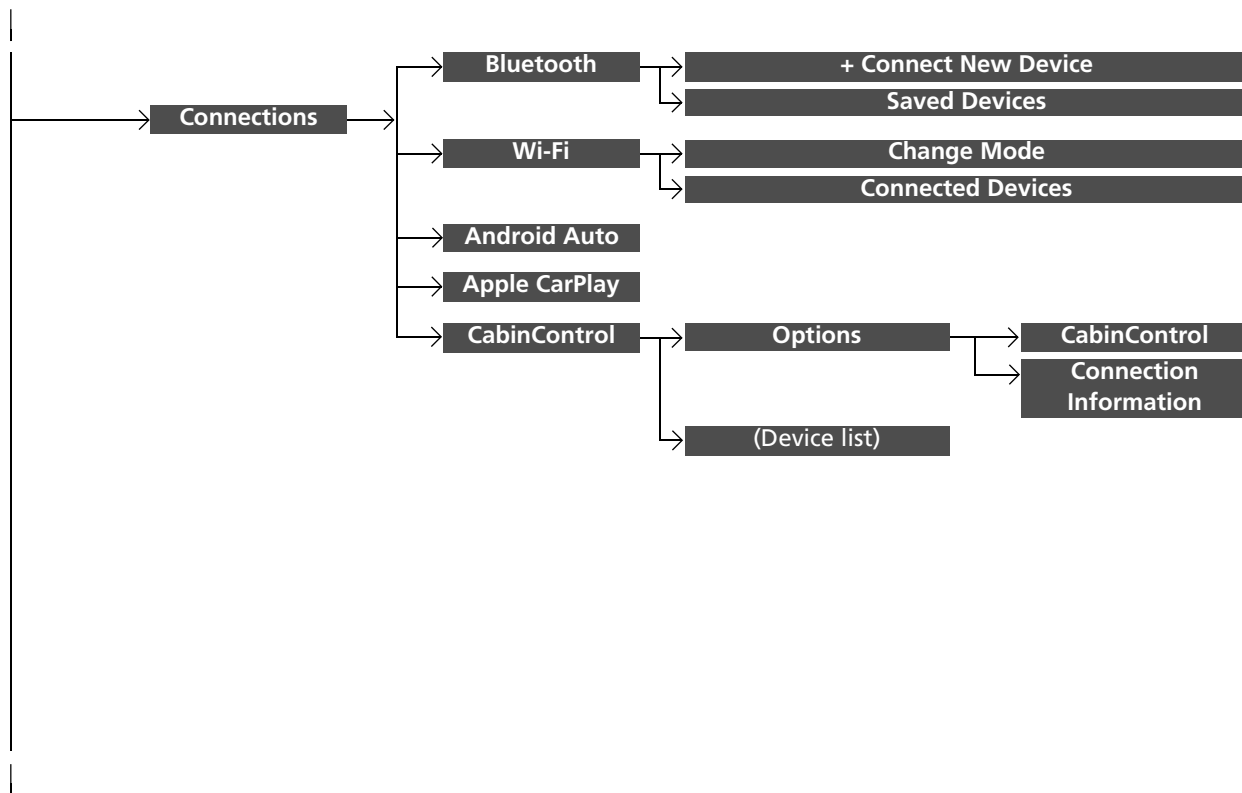 Bluetooth
+ Connect New Device
Saved Devices
Connections
Wi-Fi
Change Mode
Connected Devices
Android Auto
Apple CarPlay
CabinControl
Options
CabinControl
Connection
Information
(Device list)